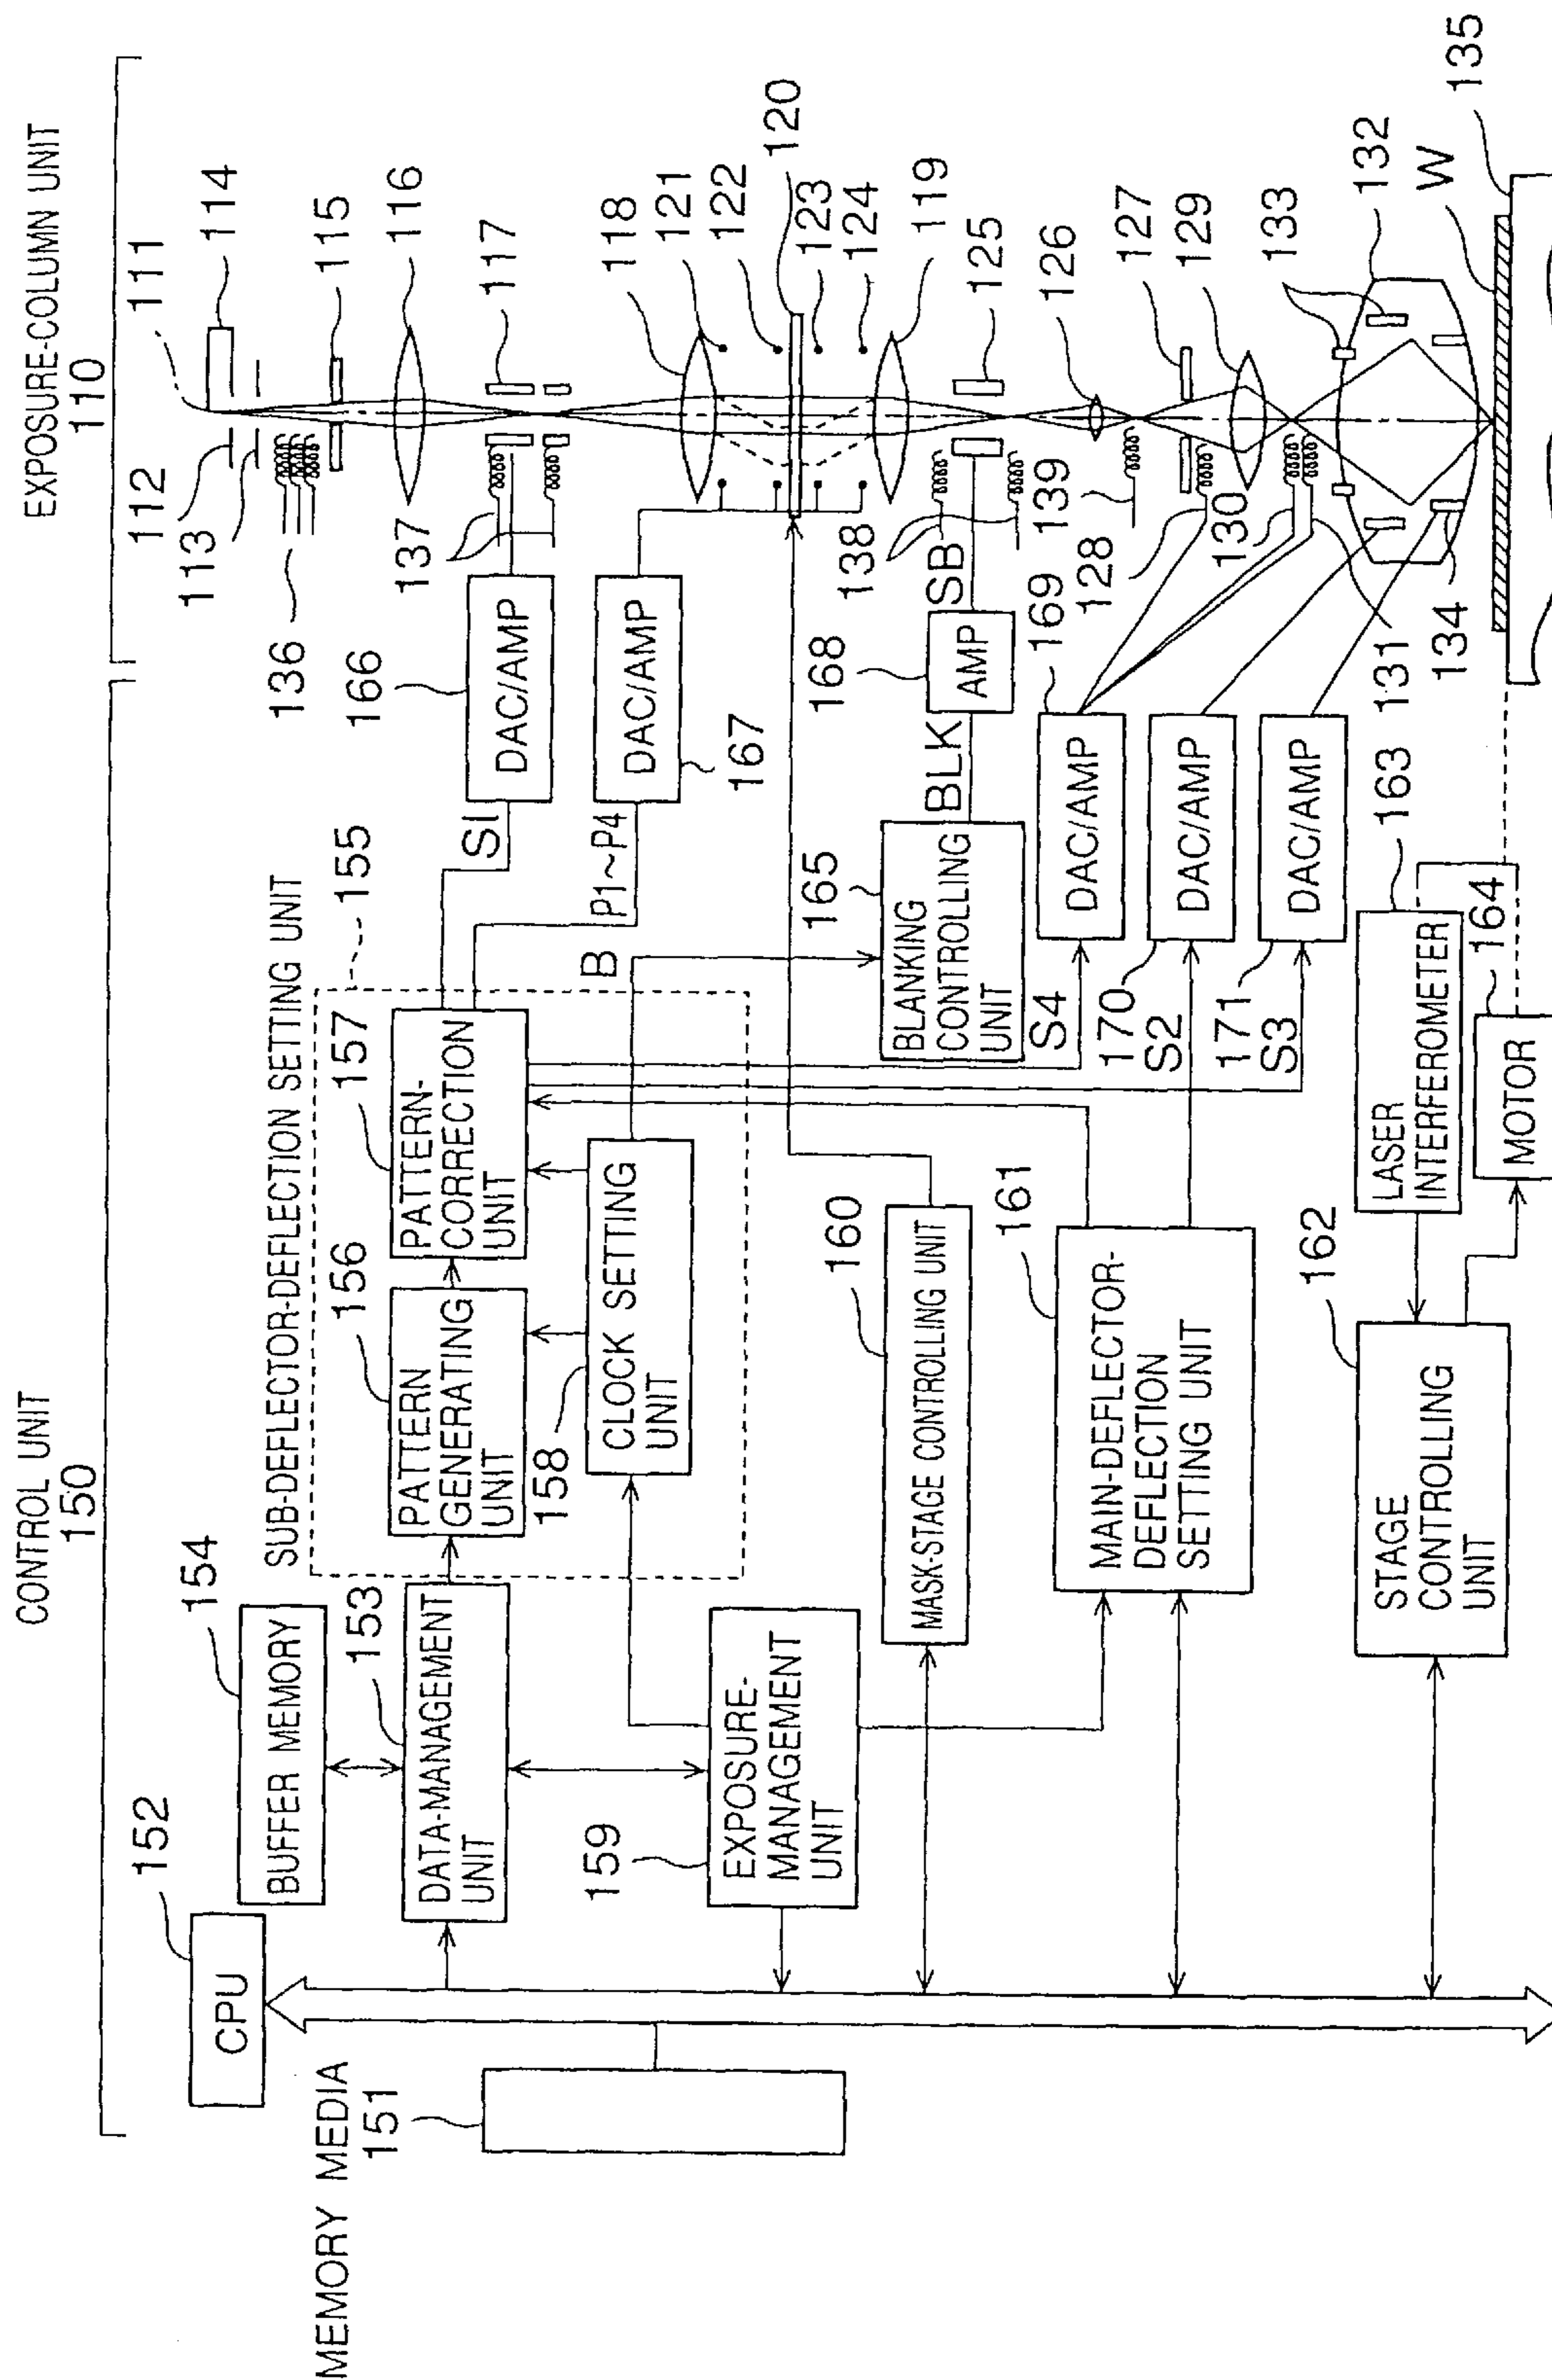 CONTROL UNIT
150
EXPOSURE-COLUMN UNIT
110
152
CPU
MEMORY MEDIA
151
154
BUFFER MEMORY
153
DATA-MANAGEMENT
UNIT
159
EXPOSURE-
MANAGEMENT
UNIT
SUB-DEFLECTOR-DEFLECTION SETTING UNIT
155
156
PATTERN
GENERATING
UNIT
157
PATTERN-
CORRECTION
UNIT
158
CLOCK SETTING
UNIT
160
MASK-STAGE CONTROLLING UNIT
161
MAIN-DEFLECTOR-
DEFLECTION
SETTING UNIT
162
STAGE
CONTROLLING
UNIT
163
LASER
INTERFEROMETER
164
MOTOR
B
165
BLANKING
CONTROLLING
UNIT
BLK
168
AMP
SB
S1
166
DAC/AMP
P1~P4
167
DAC/AMP
S4
169
DAC/AMP
170
S2
DAC/AMP
171
S3
DAC/AMP
111
112
113
114
115
136
116
137
117
118
121
122
120
123
124
119
138
125
126
139
127
128
129
130
131
133
132
134
W
135